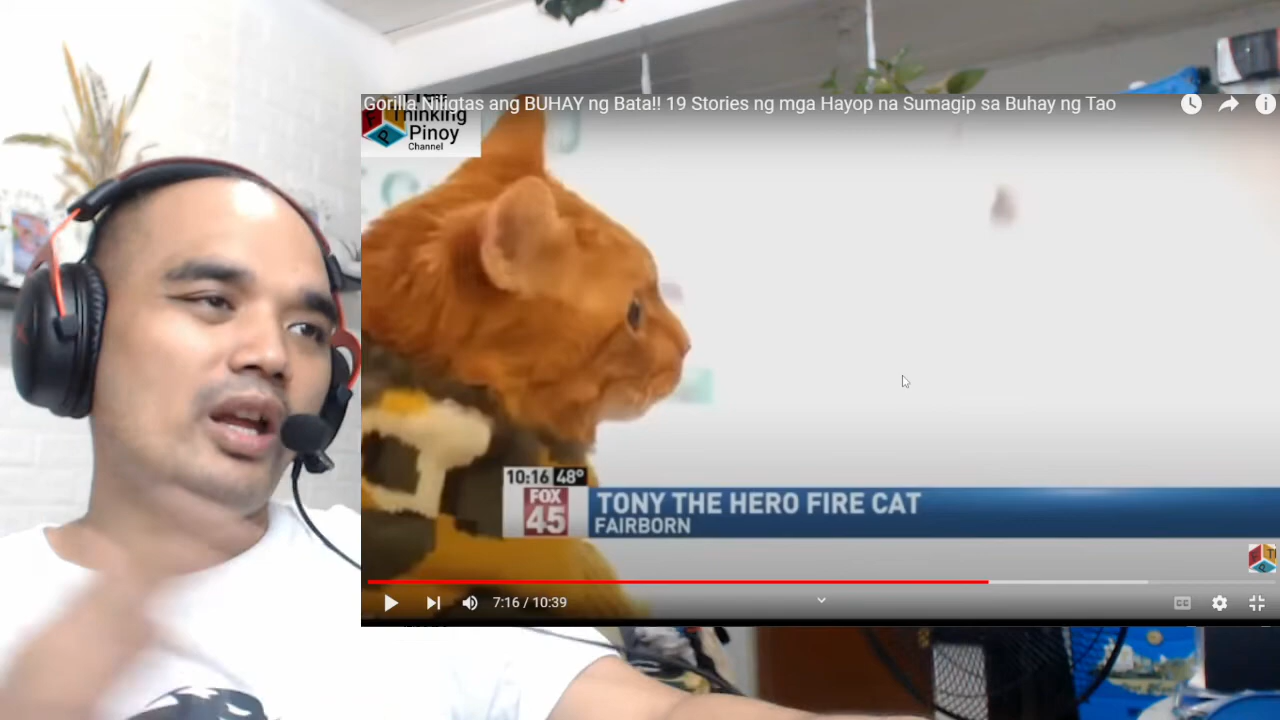 Gorilla Niligtas ang BUHAY ng Bata!! 19 Stories ng mga Hayop na Sumagip sa Buhay ng Tao
Thinking
Pinoy
Channel
10:16 48°
FOX
45
TONY THE HERO FIRE CAT
FAIRBORN
7:16 / 10:39
CC